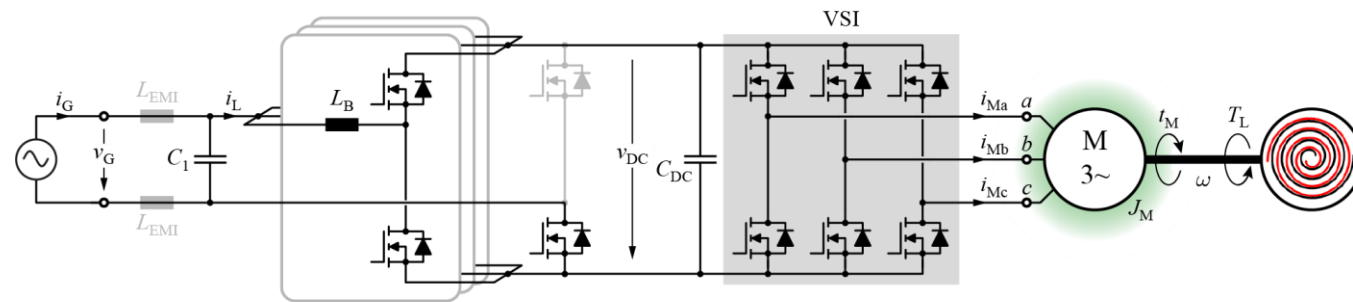 VSI
i_G
L_EMI
i_L
L_B
v_G
C_1
L_EMI
v_DC
C_DC
i_Ma
a
i_Mb
b
i_Mc
c
M
3~
J_M
t_M
ω
T_L